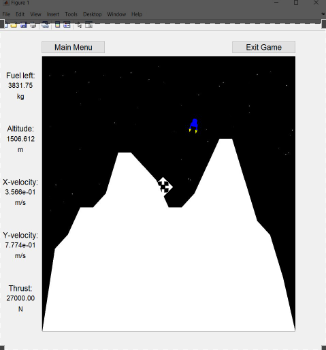 Figure 1
File Edit View Insert Tools Desktop Window Help
Main Menu Exit Game
Fuel left:
3831.75
kg
Altitude:
1506.612
m
X-velocity:
3.566e-01
m/s
Y-velocity:
7.774e-01
m/s
Thrust:
27000.00
N